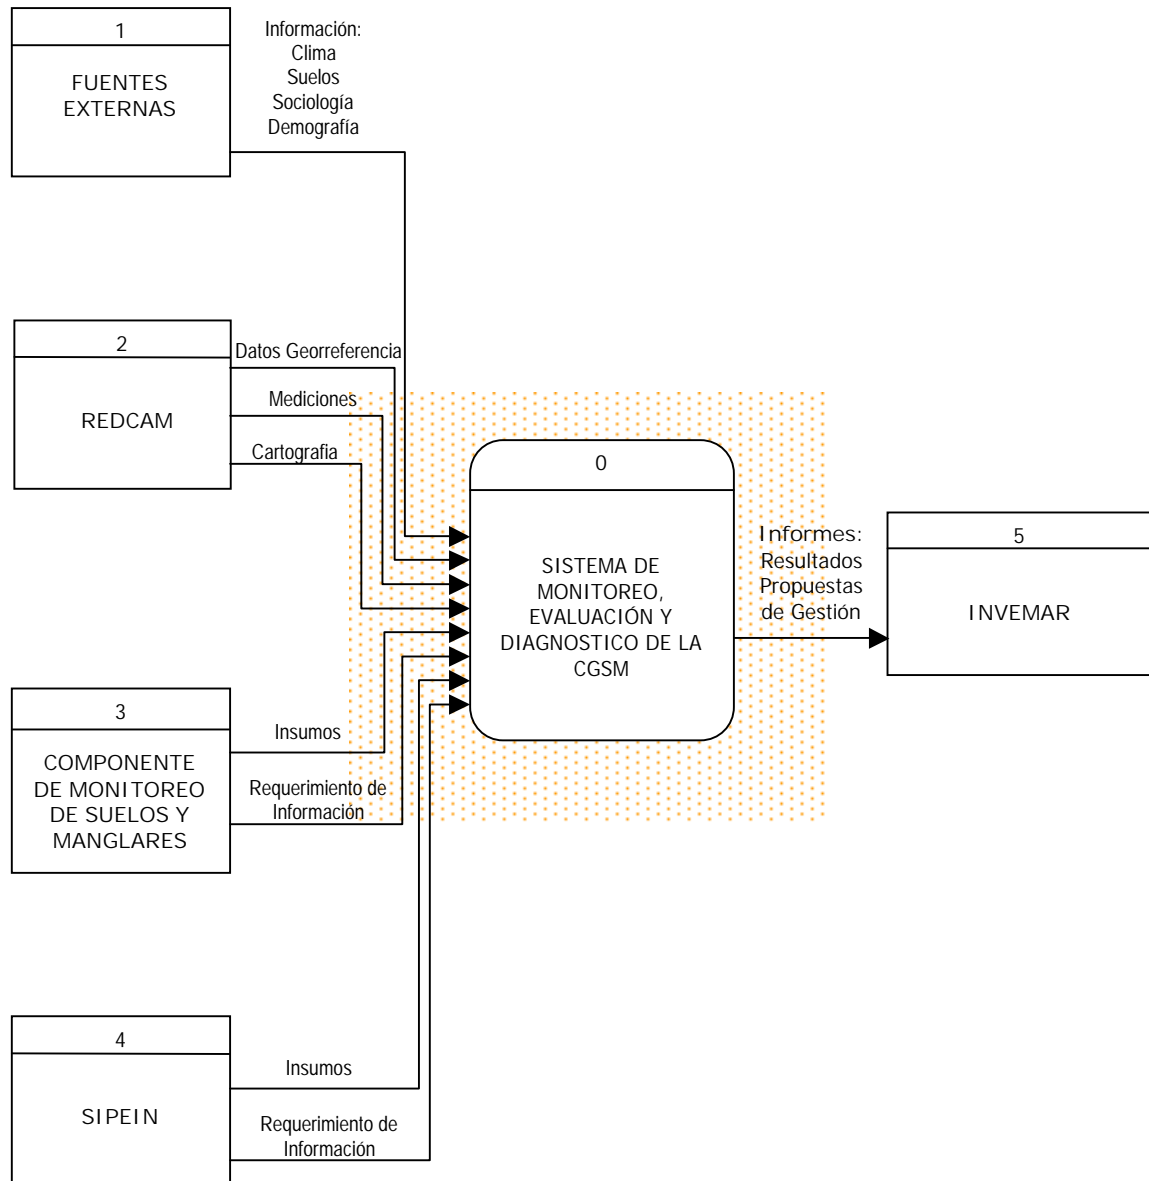 1
FUENTES
EXTERNAS
Información:
Clima
Suelos
Sociología
Demografía
2
REDCAM
Datos Georreferencia
Mediciones
Cartografia
0
SISTEMA DE
MONITOREO,
EVALUACIÓN Y
DIAGNOSTICO DE LA
CGSM
Informes:
Resultados
Propuestas
de Gestión
5
INVEMAR
3
COMPONENTE
DE MONITOREO
DE SUELOS Y
MANGLARES
Insumos
Requerimiento de
Información
4
SIPEIN
Insumos
Requerimiento de
Información